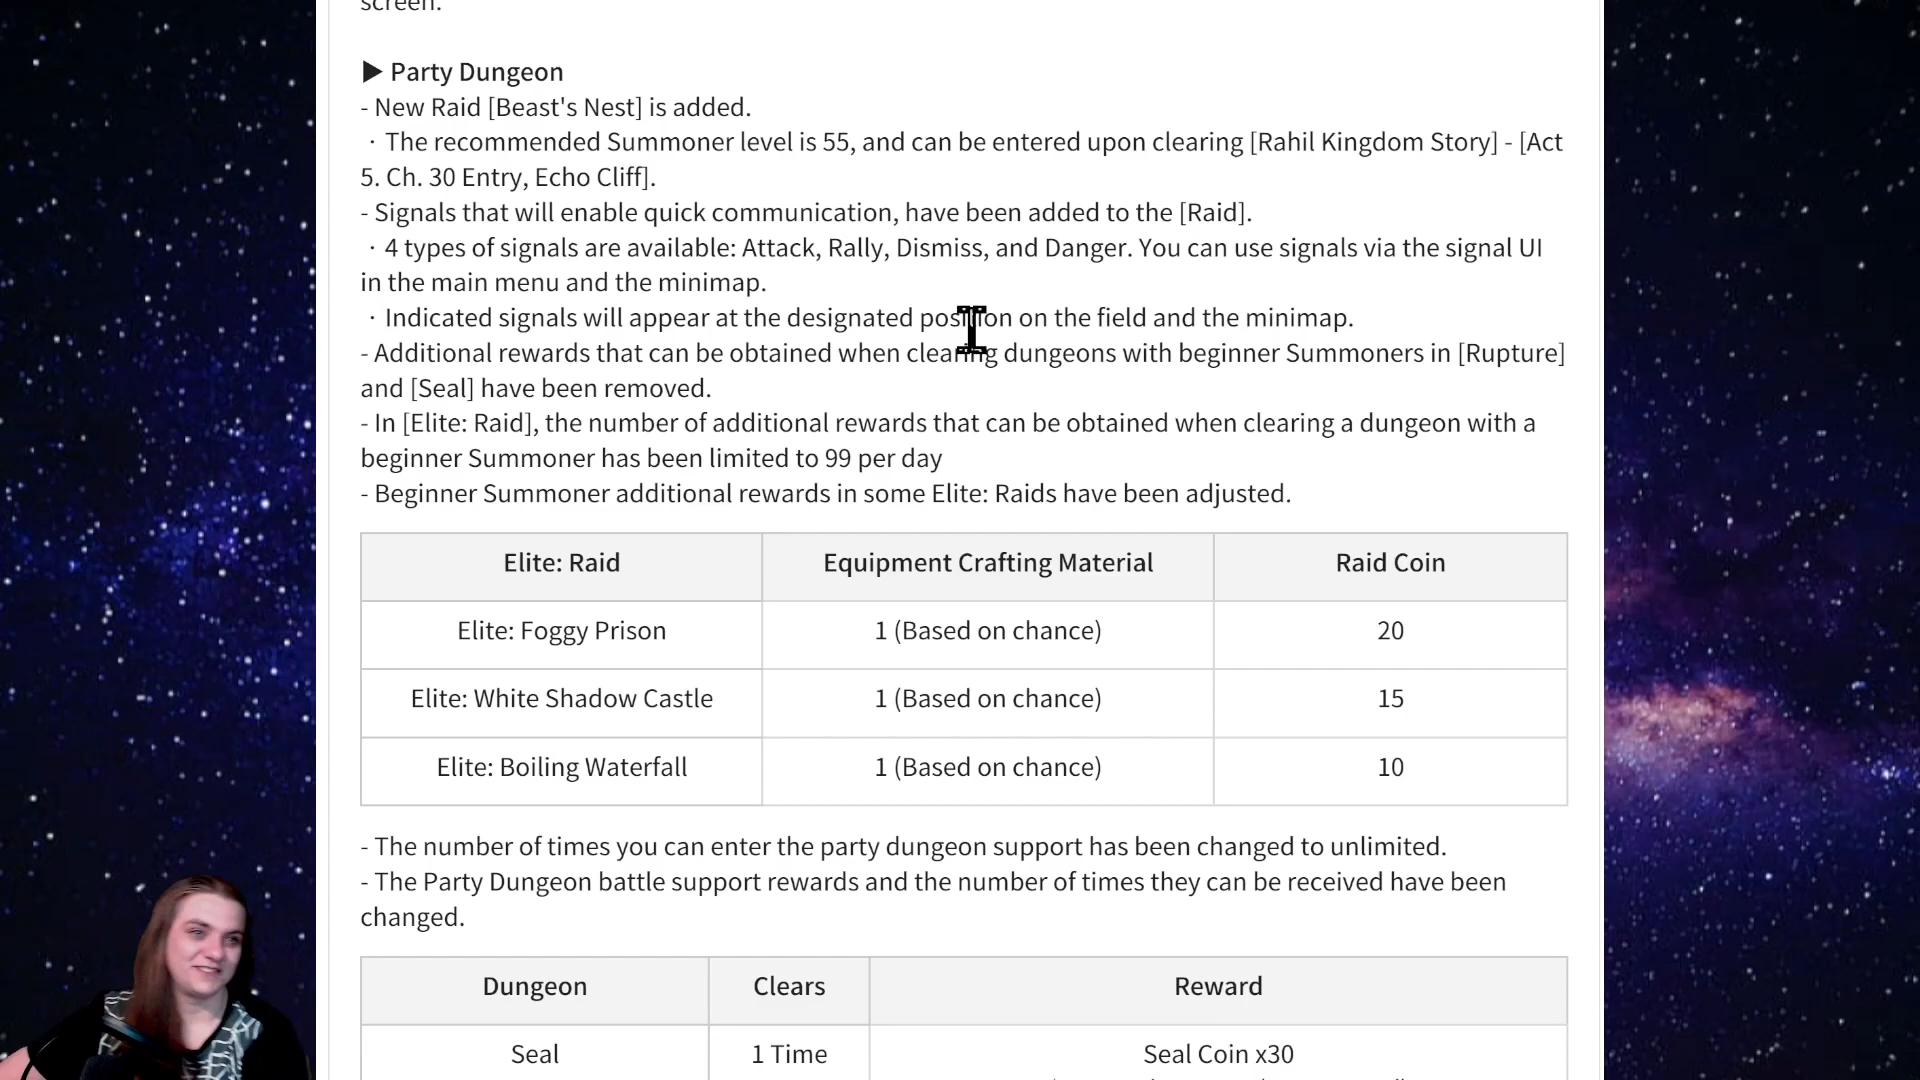 screen.
▶ Party Dungeon
- New Raid [Beast's Nest] is added.
· The recommended Summoner level is 55, and can be entered upon clearing [Rahil Kingdom Story] - [Act
5. Ch. 30 Entry, Echo Cliff].
- Signals that will enable quick communication, have been added to the [Raid].
· 4 types of signals are available: Attack, Rally, Dismiss, and Danger. You can use signals via the signal UI
in the main menu and the minimap.
· Indicated signals will appear at the designated position on the field and the minimap.
- Additional rewards that can be obtained when clearing dungeons with beginner Summoners in [Rupture]
and [Seal] have been removed.
- In [Elite: Raid], the number of additional rewards that can be obtained when clearing a dungeon with a
beginner Summoner has been limited to 99 per day
- Beginner Summoner additional rewards in some Elite: Raids have been adjusted.
Elite: Raid Equipment Crafting Material Raid Coin
Elite: Foggy Prison 1 (Based on chance) 20
Elite: White Shadow Castle 1 (Based on chance) 15
Elite: Boiling Waterfall 1 (Based on chance) 10
- The number of times you can enter the party dungeon support has been changed to unlimited.
- The Party Dungeon battle support rewards and the number of times they can be received have been
changed.
Dungeon Clears Reward
Seal 1 Time Seal Coin x30